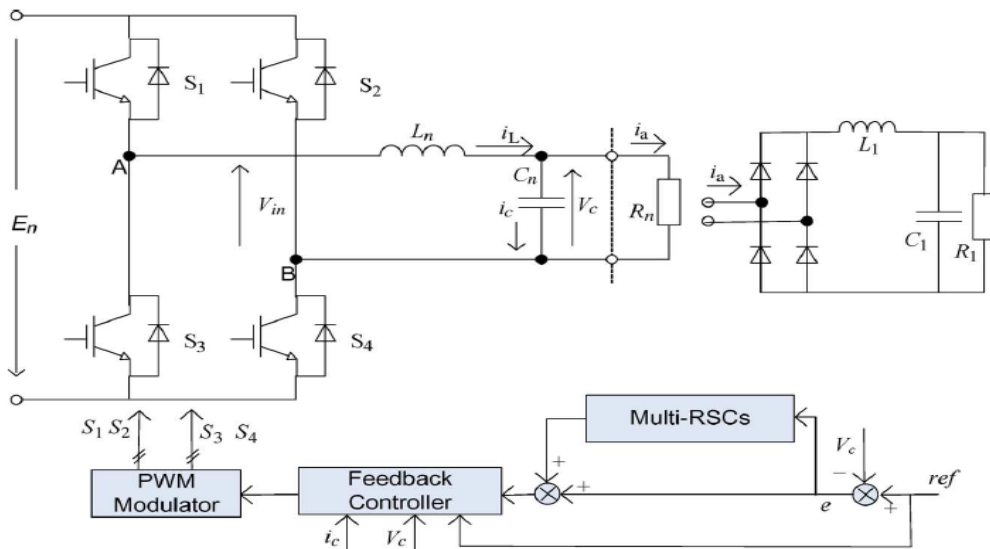 S1
S2
Ln
iL
ia
A
Vin
Cn
ic
Vc
Rn
ia
L1
C1
R1
En
B
S3
S4
S1 S2
S3 S4
Multi-RSCs
Vc
PWM
Modulator
Feedback
Controller
+
+
e
−
+
ref
ic
Vc